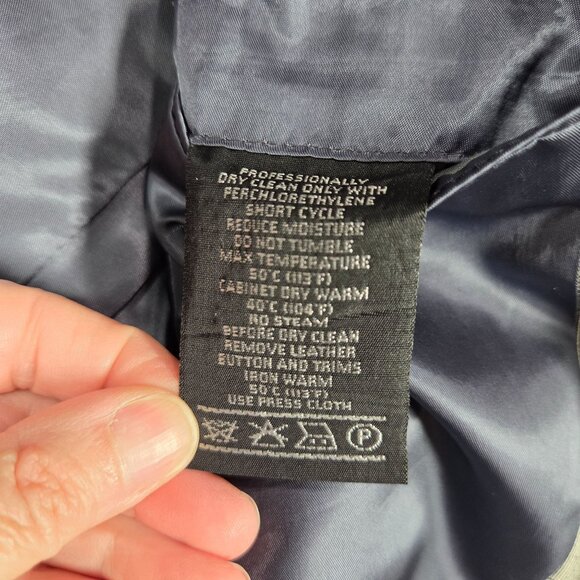 PROFESSIONALLY
DRY CLEAN ONLY WITH
PERCHLORETHYLENE
SHORT CYCLE
REDUCE MOISTURE
DO NOT TUMBLE
MAX TEMPERATURE
50°C (113°F)
CABINET DRY WARM
40°C (104°F)
NO STEAM
BEFORE DRY CLEAN
REMOVE LEATHER
BUTTON AND TRIMS
IRON WARM
50°C (113°F)
USE PRESS CLOTH
P